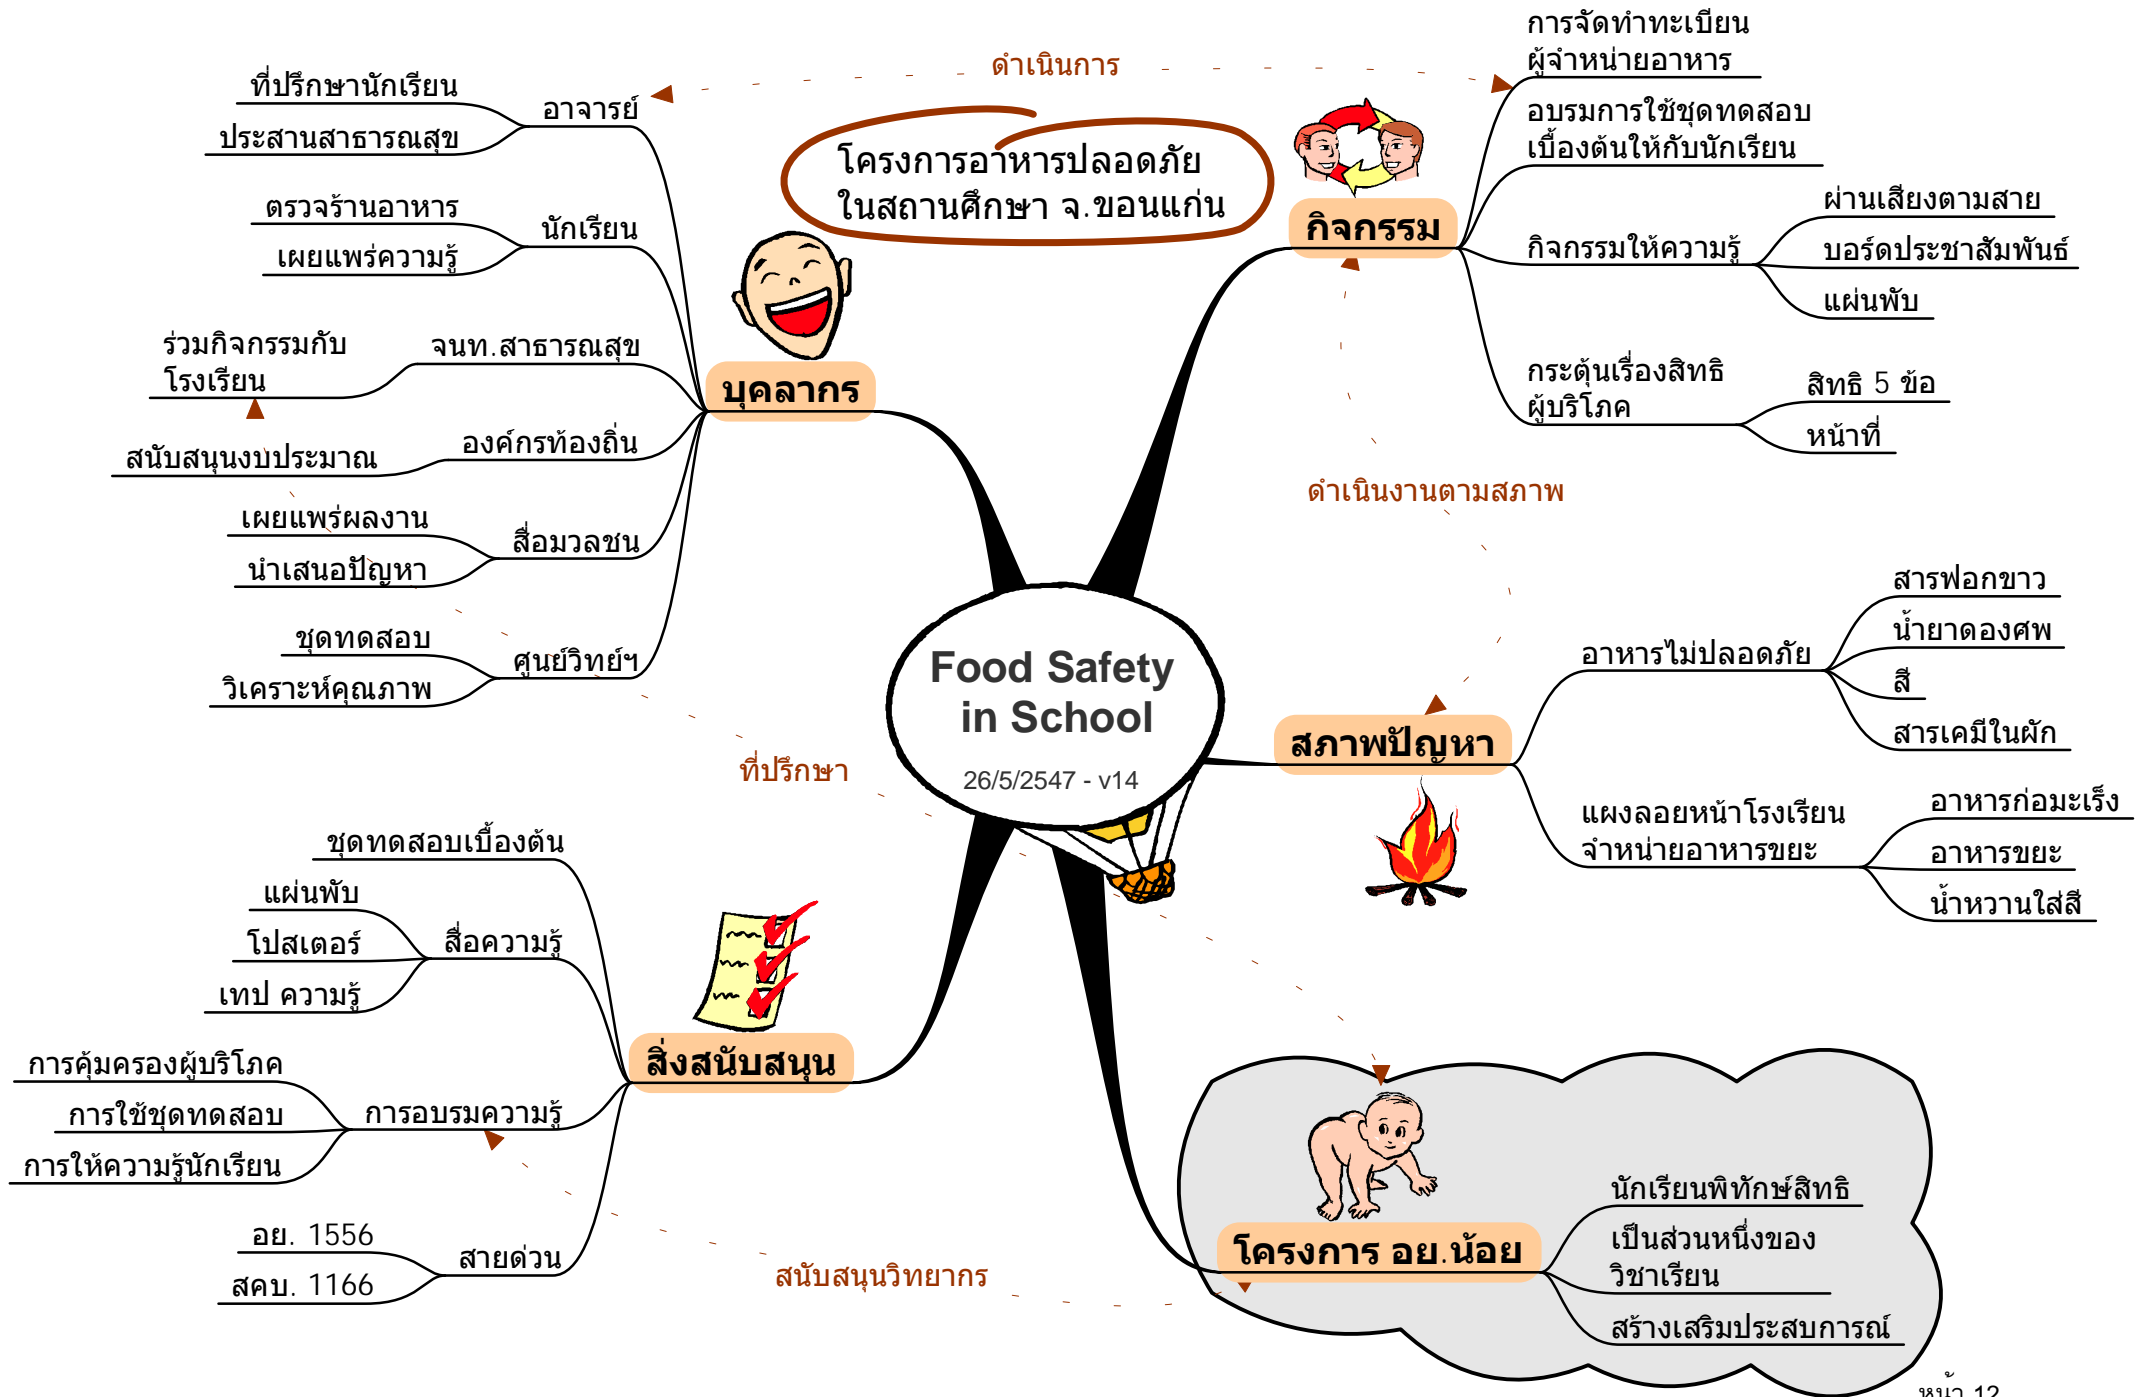 โครงการอาหารปลอดภัย
ในสถานศึกษา จ.ขอนแก่น
Food Safety
in School
26/5/2547 - v14
ดำเนินการ
กิจกรรม
การจัดทำทะเบียน
ผู้จำหน่ายอาหาร
อบรมการใช้ชุดทดสอบ
เบื้องต้นให้กับนักเรียน
กิจกรรมให้ความรู้
ผ่านเสียงตามสาย
บอร์ดประชาสัมพันธ์
แผ่นพับ
กระตุ้นเรื่องสิทธิ
ผู้บริโภค
สิทธิ 5 ข้อ
หน้าที่
ดำเนินงานตามสภาพ
สภาพปัญหา
อาหารไม่ปลอดภัย
สารฟอกขาว
น้ำยาดองศพ
สี
สารเคมีในผัก
แผงลอยหน้าโรงเรียน
จำหน่ายอาหารขยะ
อาหารก่อมะเร็ง
อาหารขยะ
น้ำหวานใส่สี
โครงการ อย.น้อย
นักเรียนพิทักษ์สิทธิ
เป็นส่วนหนึ่งของ
วิชาเรียน
สร้างเสริมประสบการณ์
บุคลากร
อาจารย์
ที่ปรึกษานักเรียน
ประสานสาธารณสุข
นักเรียน
ตรวจร้านอาหาร
เผยแพร่ความรู้
จนท.สาธารณสุข
ร่วมกิจกรรมกับ
โรงเรียน
องค์กรท้องถิ่น
สนับสนุนงบประมาณ
สื่อมวลชน
เผยแพร่ผลงาน
นำเสนอปัญหา
ศูนย์วิทย์ฯ
ชุดทดสอบ
วิเคราะห์คุณภาพ
ที่ปรึกษา
สิ่งสนับสนุน
ชุดทดสอบเบื้องต้น
สื่อความรู้
แผ่นพับ
โปสเตอร์
เทป ความรู้
การอบรมความรู้
การคุ้มครองผู้บริโภค
การใช้ชุดทดสอบ
การให้ความรู้นักเรียน
สายด่วน
อย. 1556
สคบ. 1166
สนับสนุนวิทยากร
หน้า 12